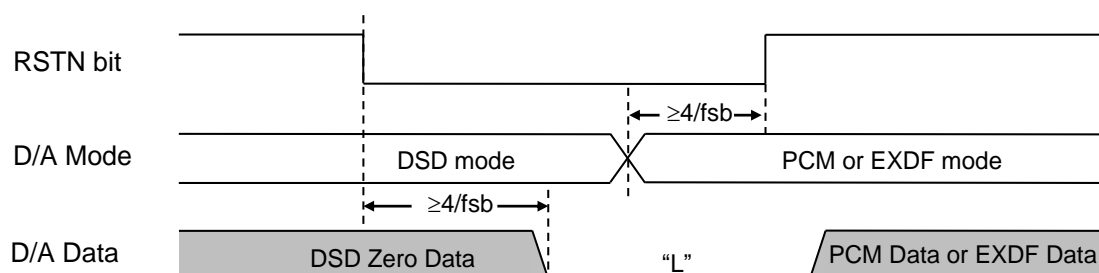 RSTN bit
≥4/fsb
D/A Mode
DSD mode
PCM or EXDF mode
≥4/fsb
D/A Data
DSD Zero Data
“L”
PCM Data or EXDF Data